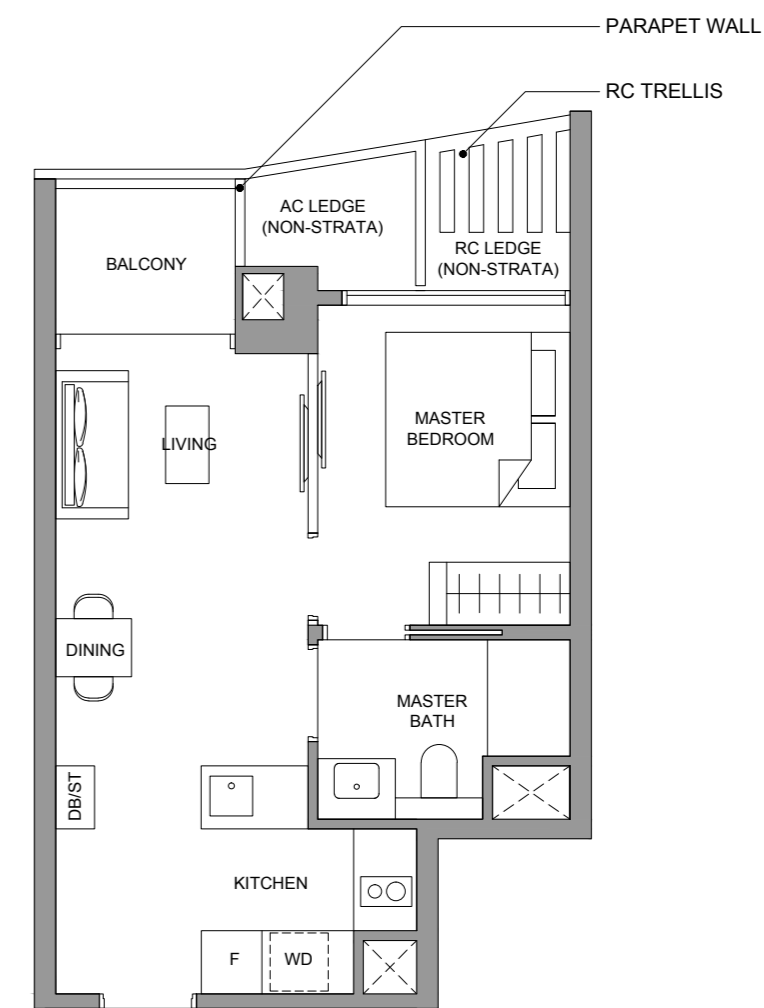 PARAPET WALL
RC TRELLIS
AC LEDGE
(NON-STRATA)
RC LEDGE
(NON-STRATA)
BALCONY
MASTER
BEDROOM
LIVING
DINING
MASTER
BATH
DB/ST
KITCHEN
F
WD